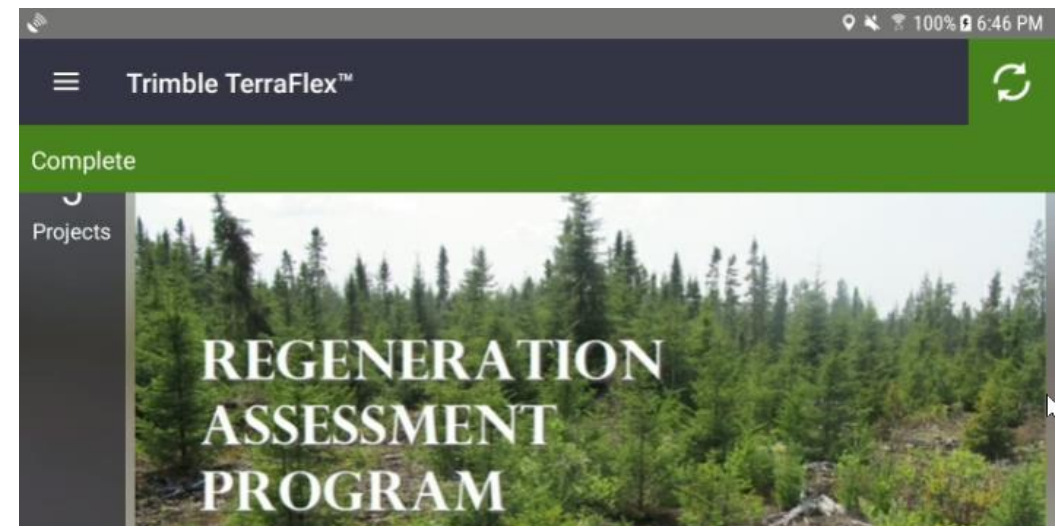 100% 6:46 PM
Trimble TerraFlex™
Complete
Projects
REGENERATION
ASSESSMENT
PROGRAM